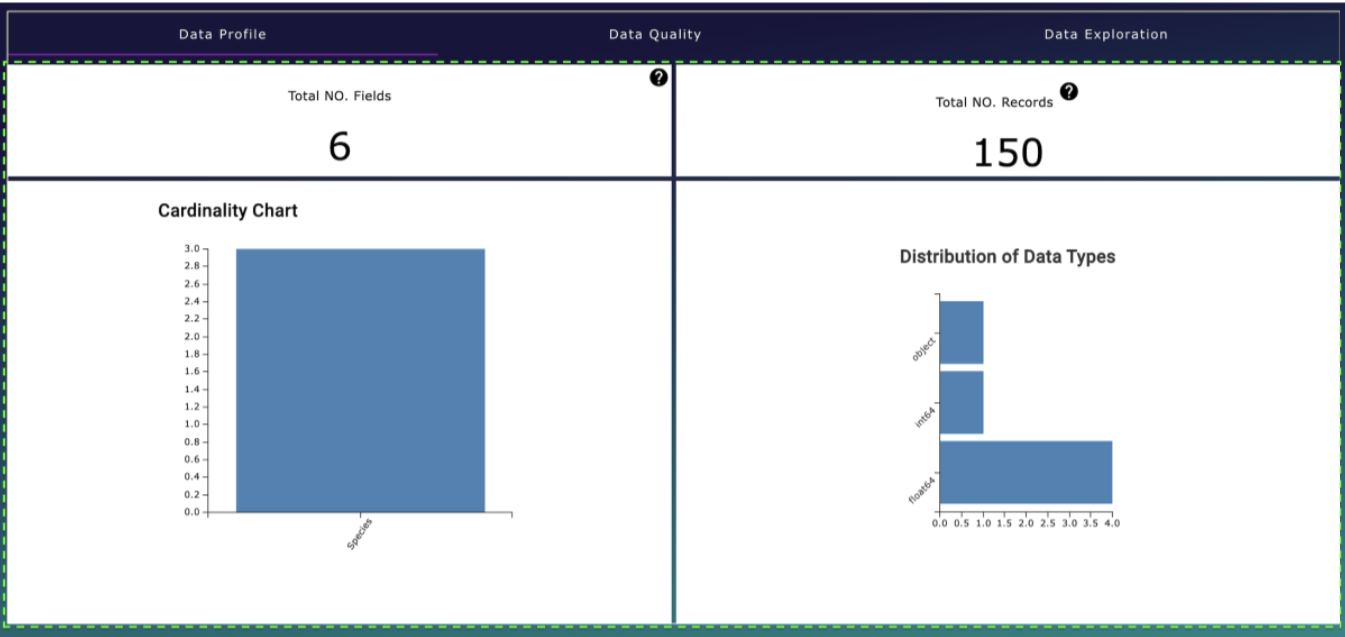 Data Profile
Data Quality
Data Exploration
Total NO. Fields
?
6
Total NO. Records
?
150
Cardinality Chart
3.0
2.8
2.6
2.4
2.2
2.0
1.8
1.6
1.4
1.2
1.0
0.8
0.6
0.4
0.2
0.0
Species
Distribution of Data Types
object
int64
float64
0.0 0.5 1.0 1.5 2.0 2.5 3.0 3.5 4.0